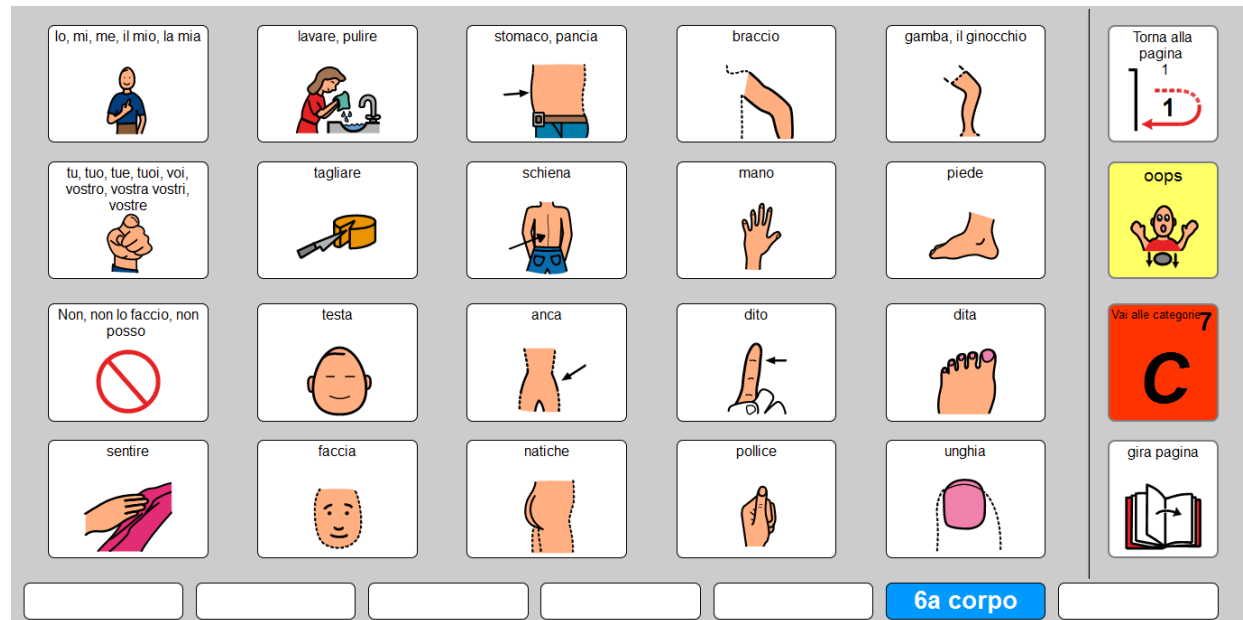 Io, mi, me, il mio, la mia
lavare, pulire
stomaco, pancia
braccio
gamba, il ginocchio
Torna alla
pagina
1
1
tu, tuo, tue, tuoi, voi,
vostro, vostra vostri,
vostre
tagliare
schiena
mano
piede
oops
Non, non lo faccio, non
posso
testa
anca
dito
dita
Vai alle categorie
7
C
sentire
faccia
natiche
pollice
unghia
gira pagina
6a corpo